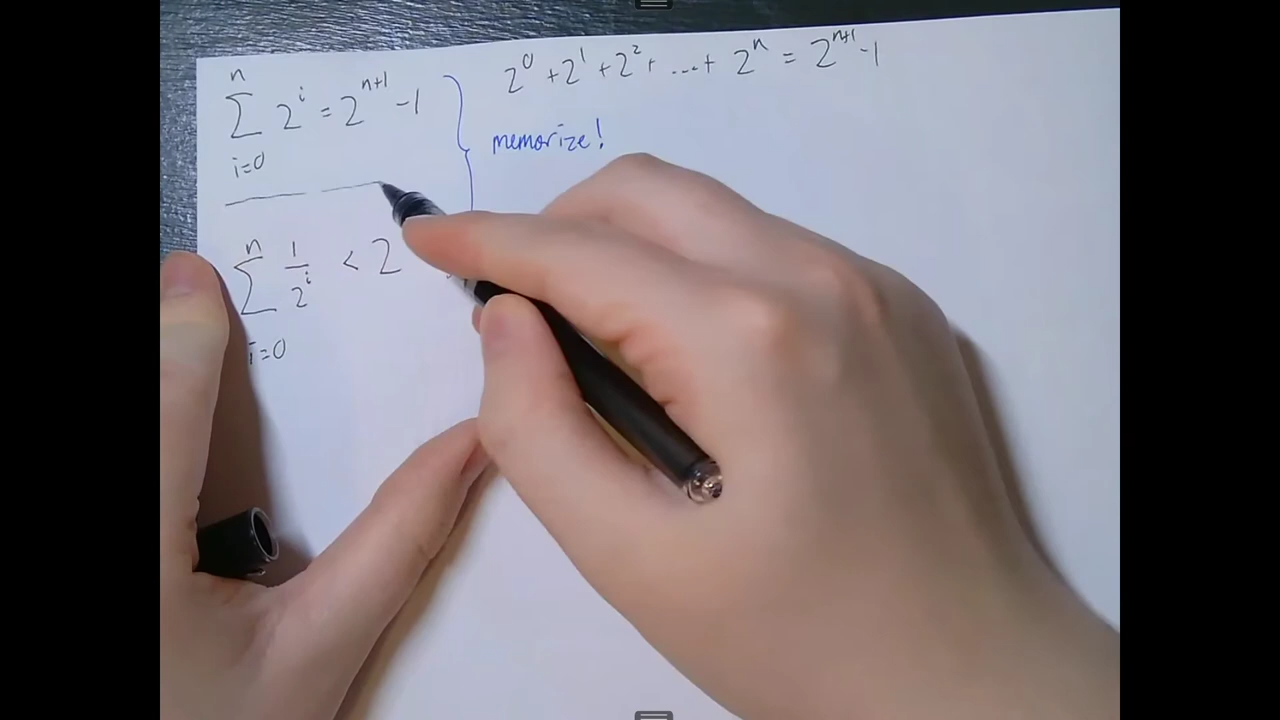 n
∑ 2^i = 2^{n+1} -1
i=0
2^0 + 2^1 + 2^2 + ... + 2^n = 2^{n+1} -1
memorize!
n
∑ 1/2^i < 2
i=0